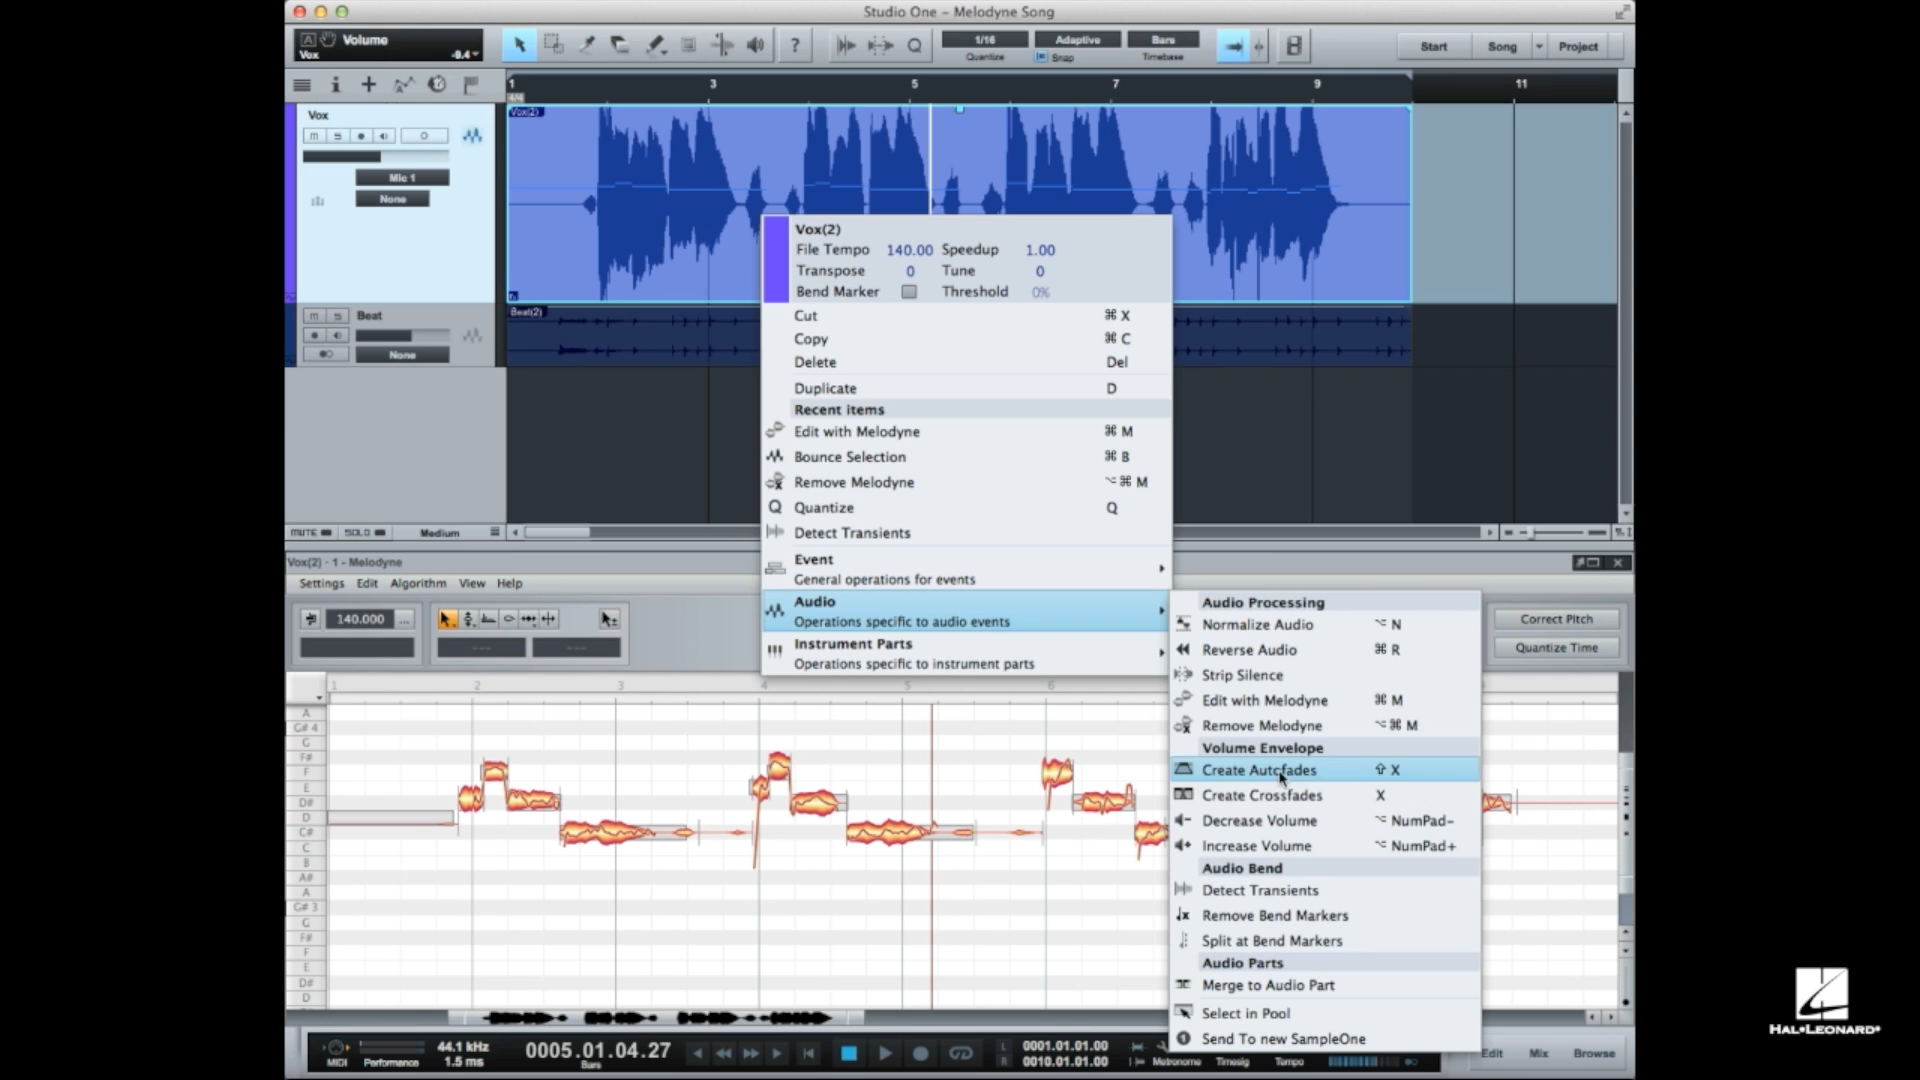 Studio One – Melodyne Song
Volume
Vox
-9.4
1/16
Quantize
Adaptive
Snap
Bars
Timebase
Start
Song
Project
1
3
5
7
9
11
4/4
Vox
Vox(2)
Mic 1
None
Beat
Beat(2)
None
MUTE
SOLO
Medium
Vox(2)
File Tempo 140.00 Speedup 1.00
Transpose 0 Tune 0
Bend Marker Threshold 0%
Cut ⌘ X
Copy ⌘ C
Delete Del
Duplicate D
Recent items
Edit with Melodyne ⌘ M
Bounce Selection ⌘ B
Remove Melodyne ⌥⌘ M
Quantize Q
Detect Transients
Event
General operations for events
Audio
Operations specific to audio events
Instrument Parts
Operations specific to instrument parts
Audio Processing
Normalize Audio ⌥ N
Reverse Audio ⌘ R
Strip Silence
Edit with Melodyne ⌘ M
Remove Melodyne ⌥⌘ M
Volume Envelope
Create Autofades ⇧ X
Create Crossfades X
Decrease Volume ⌥ NumPad-
Increase Volume ⌥ NumPad+
Audio Bend
Detect Transients
Remove Bend Markers
Split at Bend Markers
Audio Parts
Merge to Audio Part
Select in Pool
Send To new SampleOne
Vox(2) - 1 - Melodyne
Settings Edit Algorithm View Help
140.000
Correct Pitch
Quantize Time
1 2 3 4 5 6
A
G# 4
G
F#
F
E
D#
D
C#
C
B
A#
A
G# 3
G
F#
F
E
D#
D
MIDI
Performance
44.1 kHz
1.5 ms
0005.01.04.27
Bars
L 0001.01.01.00
R 0010.01.01.00
Metronome
Timesig
Tempo
Edit
Mix
Browse
HAL•LEONARD®